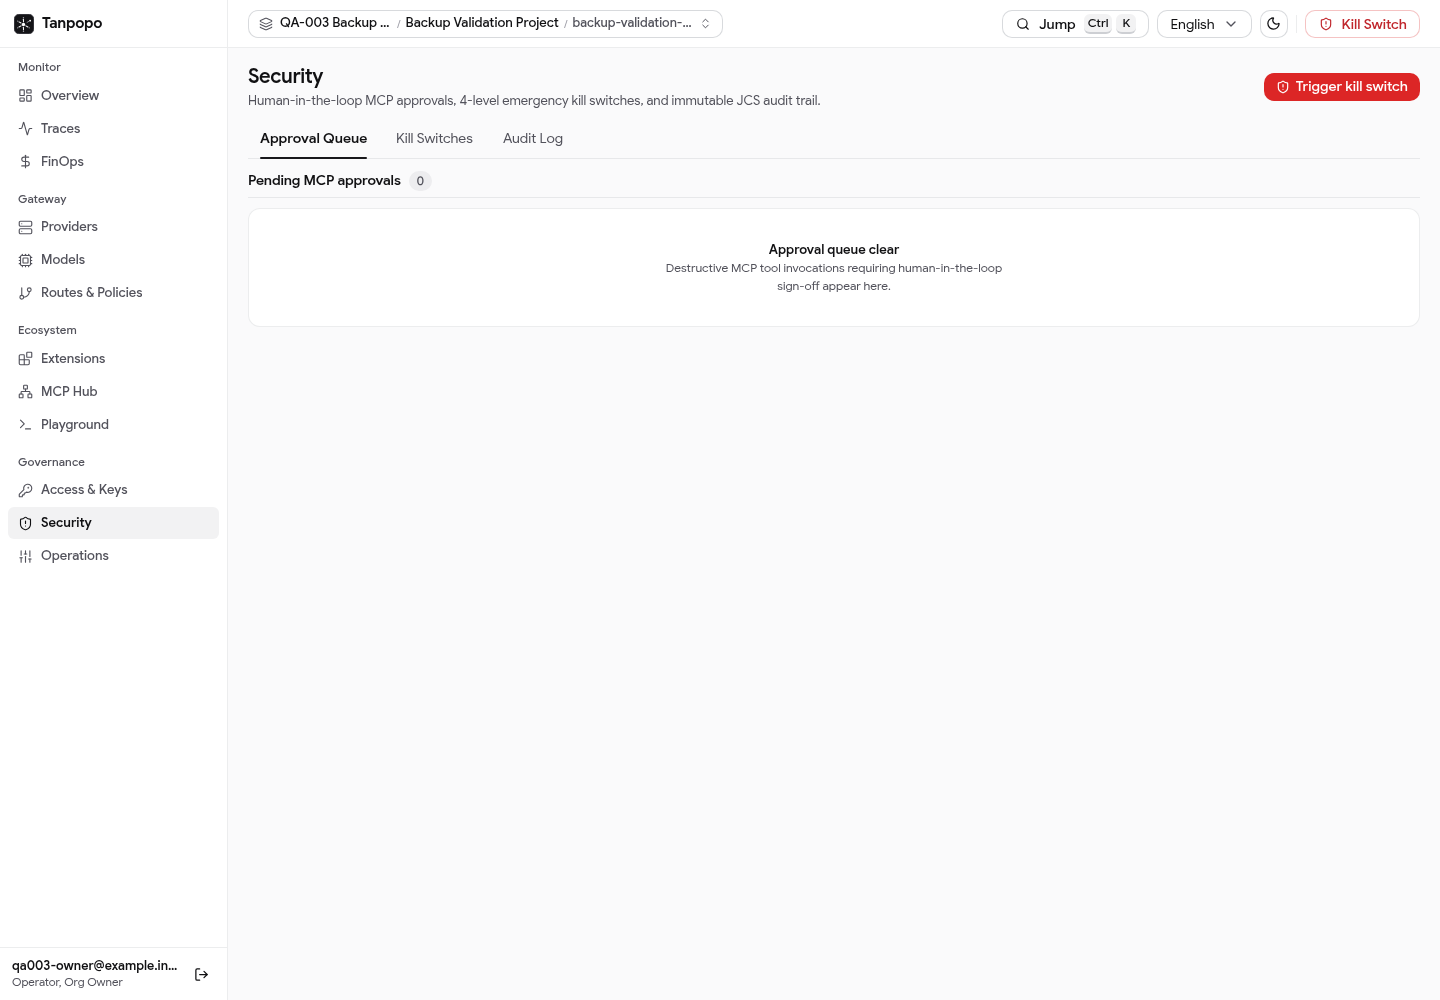 Tanpopo
QA-003 Backup ... / Backup Validation Project / backup-validation-...
Jump Ctrl K
English
Kill Switch
Monitor
Overview
Traces
FinOps
Gateway
Providers
Models
Routes & Policies
Ecosystem
Extensions
MCP Hub
Playground
Governance
Access & Keys
Security
Operations
qa003-owner@example.in...
Operator, Org Owner
Security
Human-in-the-loop MCP approvals, 4-level emergency kill switches, and immutable JCS audit trail.
Trigger kill switch
Approval Queue Kill Switches Audit Log
Pending MCP approvals 0
Approval queue clear
Destructive MCP tool invocations requiring human-in-the-loop
sign-off appear here.